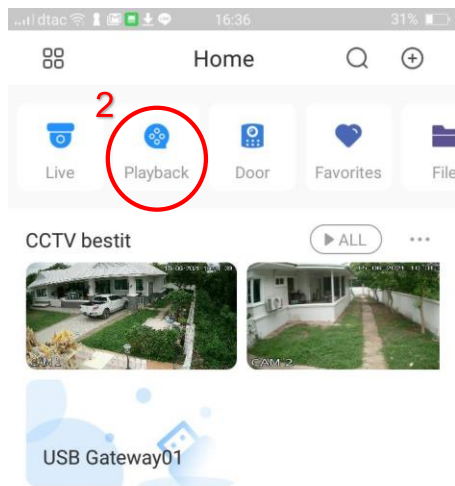 dtac 16:36 31%
Home
2
Live Playback Door Favorites File
CCTV bestit
ALL
CAM 2
USB Gateway01